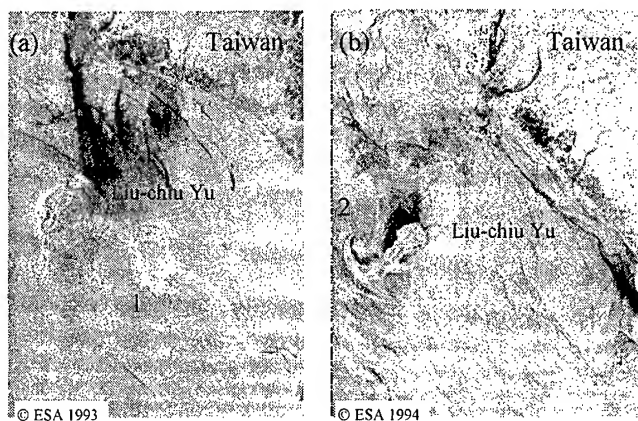 (a) Taiwan
Liu-chiu Yu
1
© ESA 1993
(b) Taiwan
2
Liu-chiu Yu
© ESA 1994